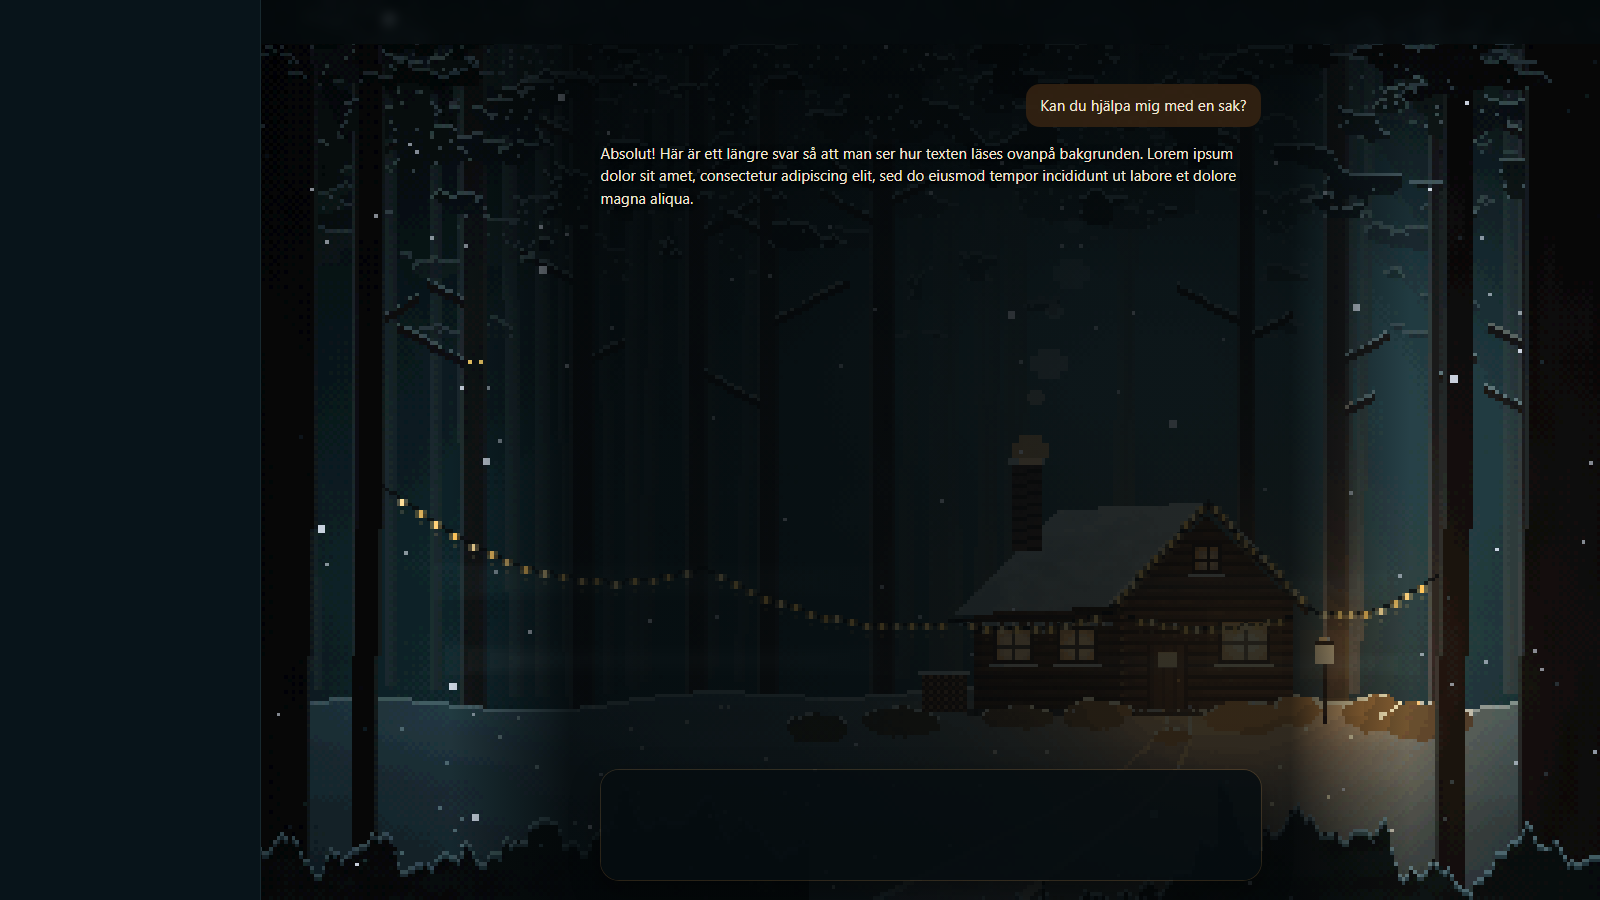 Kan du hjälpa mig med en sak?
Absolut! Här är ett längre svar så att man ser hur texten läses ovanpå bakgrunden. Lorem ipsum
dolor sit amet, consectetur adipiscing elit, sed do eiusmod tempor incididunt ut labore et dolore
magna aliqua.